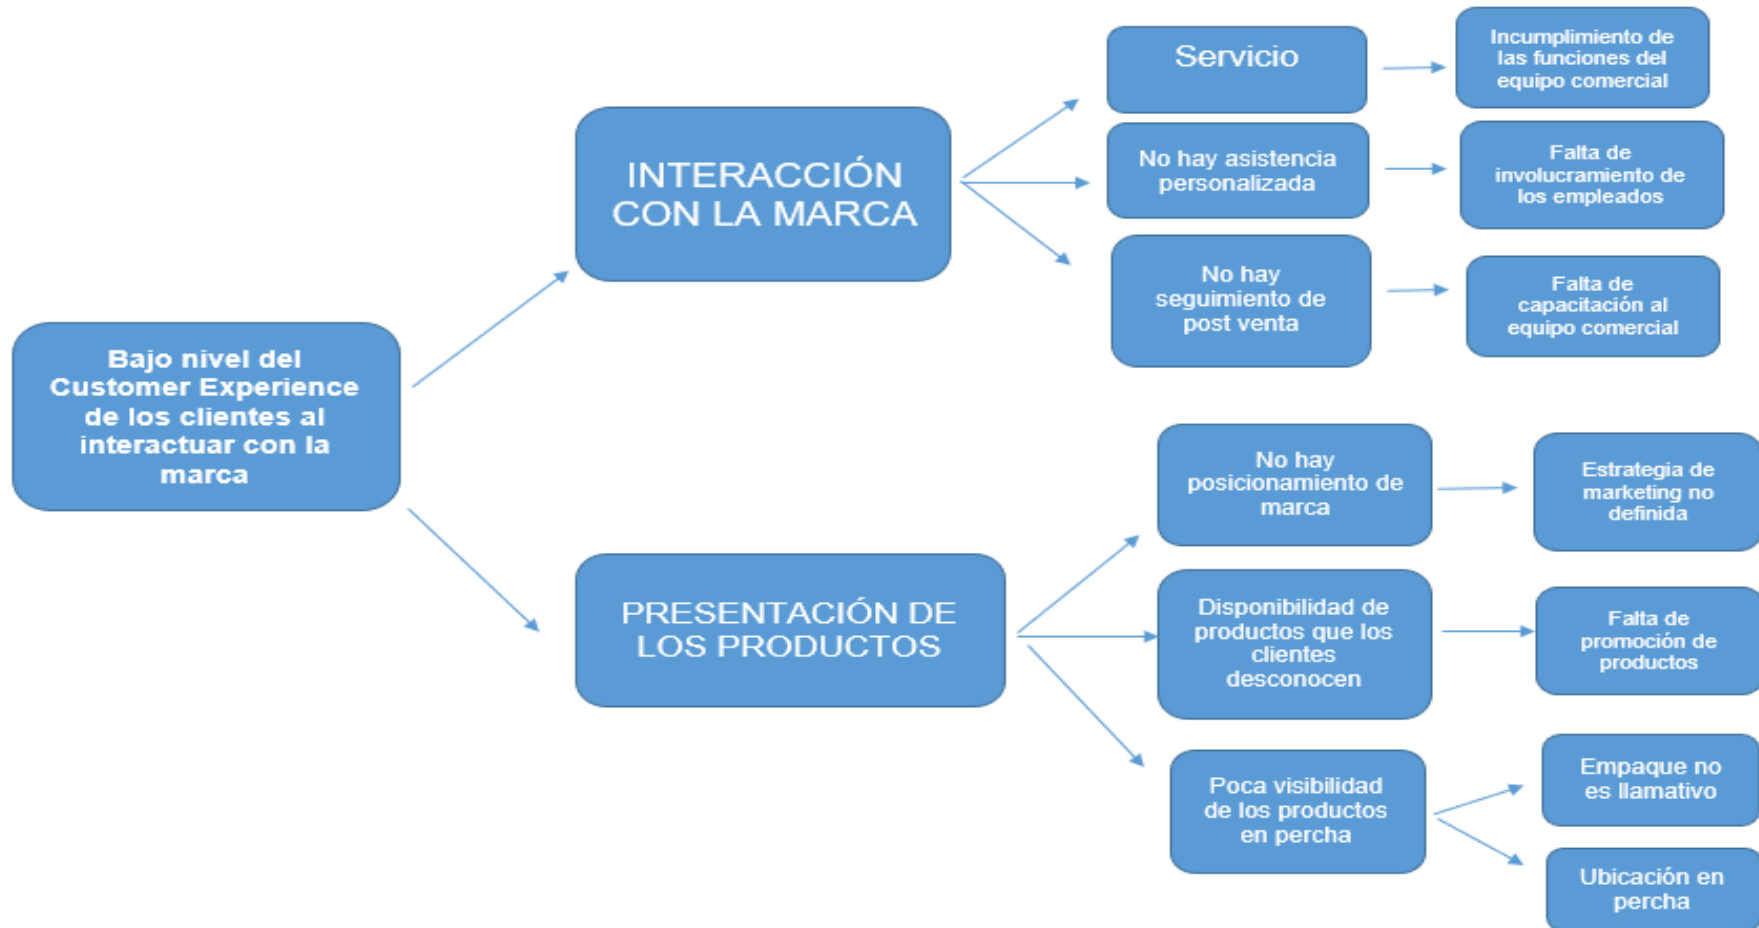 Bajo nivel del
Customer Experience
de los clientes al
interactuar con la
marca
INTERACCIÓN
CON LA MARCA
Servicio
Incumplimiento de
las funciones del
equipo comercial
No hay asistencia
personalizada
Falta de
involucramiento de
los empleados
No hay
seguimiento de
post venta
Falta de
capacitación al
equipo comercial
PRESENTACIÓN DE
LOS PRODUCTOS
No hay
posicionamiento de
marca
Estrategia de
marketing no
definida
Disponibilidad de
productos que los
clientes
desconocen
Falta de
promoción de
productos
Poca visibilidad
de los productos
en percha
Empaque no
es llamativo
Ubicación en
percha